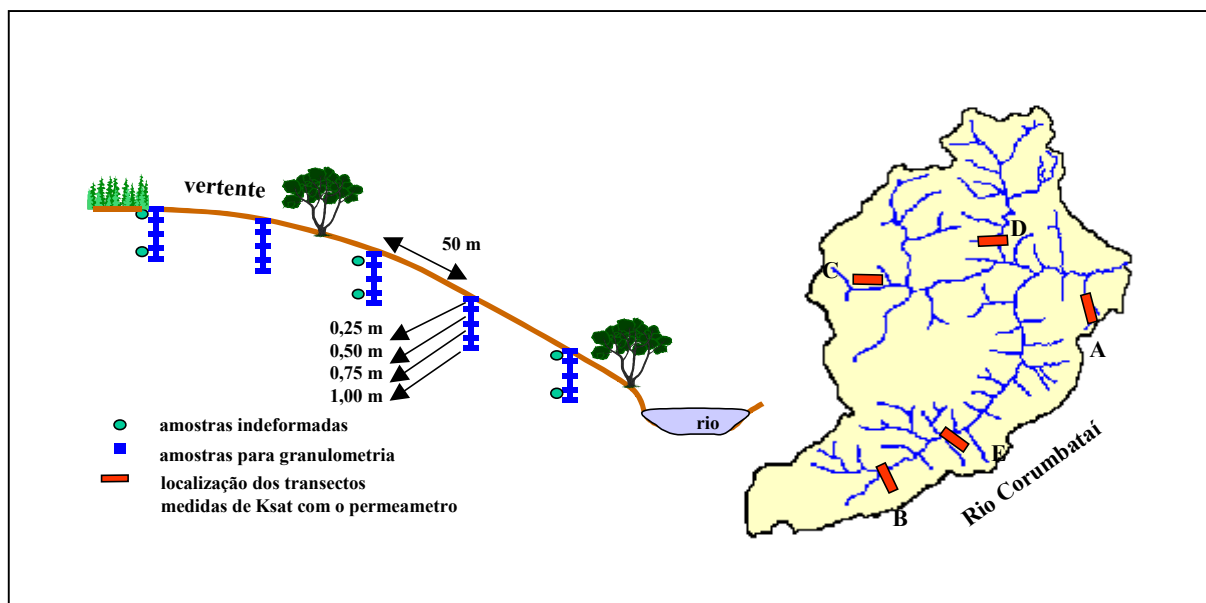 vertente
50 m
0,25 m
0,50 m
0,75 m
1,00 m
rio
amostras indeformadas
amostras para granulometria
localização dos transectos
medidas de Ksat com o permeametro
D
C
A
E
B
Rio Corumbataí